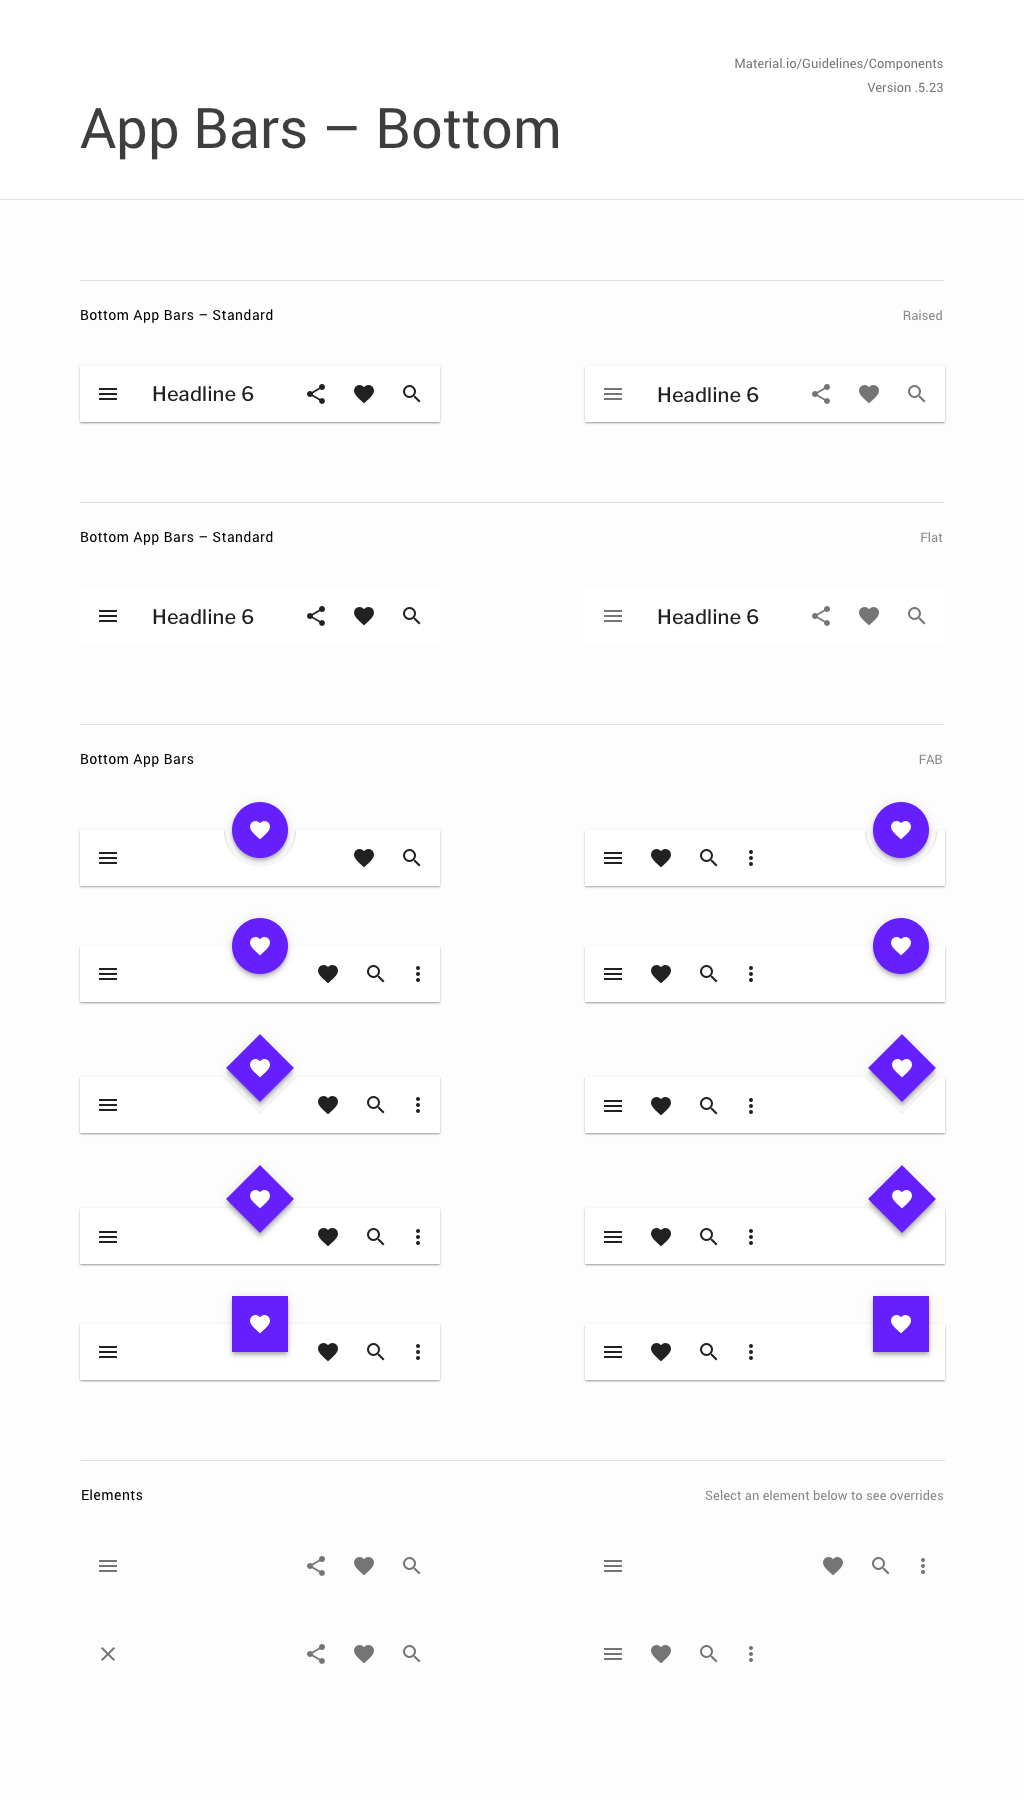 Material.io/Guidelines/Components
Version .5.23
App Bars – Bottom
Bottom App Bars – Standard
Raised
Headline 6
Headline 6
Bottom App Bars – Standard
Flat
Headline 6
Headline 6
Bottom App Bars
FAB
Elements
Select an element below to see overrides